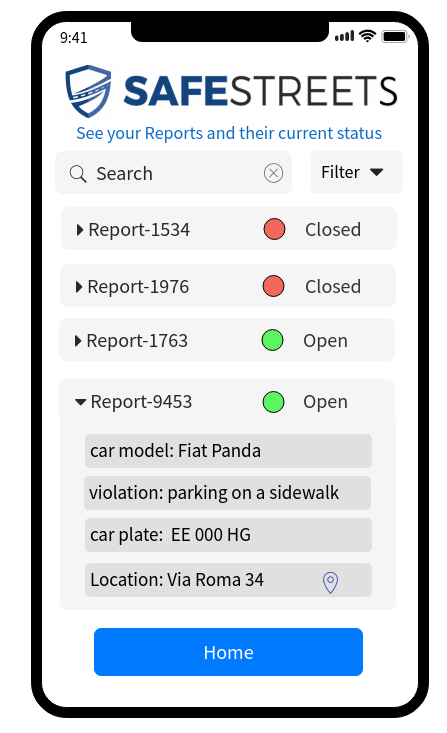 9:41
SAFESTREETS
See your Reports and their current status
Search
Filter
Report-1534 Closed
Report-1976 Closed
Report-1763 Open
Report-9453 Open
car model: Fiat Panda
violation: parking on a sidewalk
car plate: EE 000 HG
Location: Via Roma 34
Home